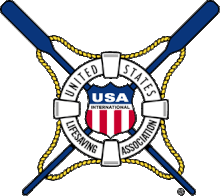 UNITED STATES
USA
INTERNATIONAL
LIFESAVING ASSOCIATION
®